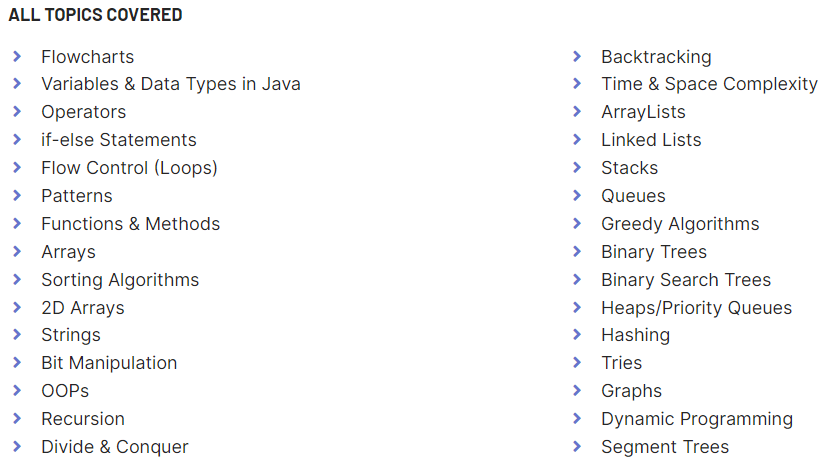 ALL TOPICS COVERED
Flowcharts
Variables & Data Types in Java
Operators
if-else Statements
Flow Control (Loops)
Patterns
Functions & Methods
Arrays
Sorting Algorithms
2D Arrays
Strings
Bit Manipulation
OOPs
Recursion
Divide & Conquer
Backtracking
Time & Space Complexity
ArrayLists
Linked Lists
Stacks
Queues
Greedy Algorithms
Binary Trees
Binary Search Trees
Heaps/Priority Queues
Hashing
Tries
Graphs
Dynamic Programming
Segment Trees